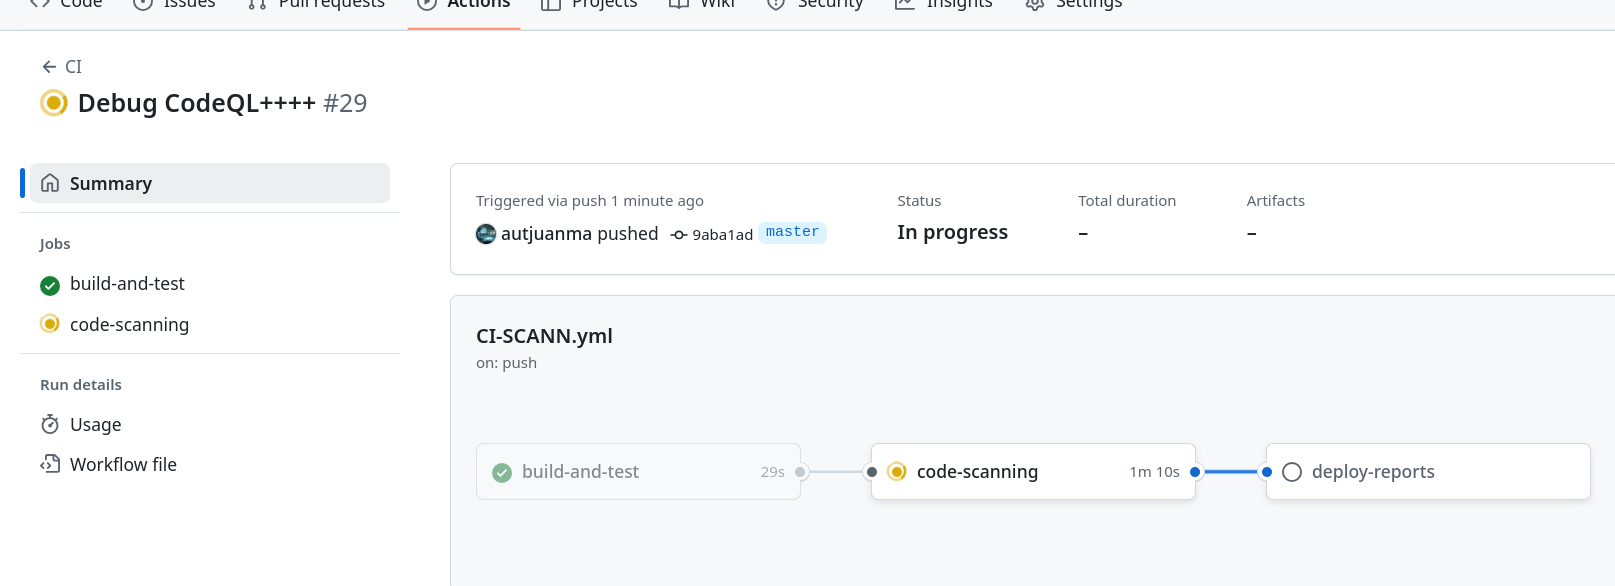 Code Issues Pull requests Actions Projects Wiki Security Insights Settings
CI
Debug CodeQL++++ #29
Summary
Jobs
build-and-test
code-scanning
Run details
Usage
Workflow file
Triggered via push 1 minute ago
autjuanma pushed 9aba1ad master
Status
In progress
Total duration
–
Artifacts
–
CI-SCANN.yml
on: push
build-and-test 29s
code-scanning 1m 10s
deploy-reports